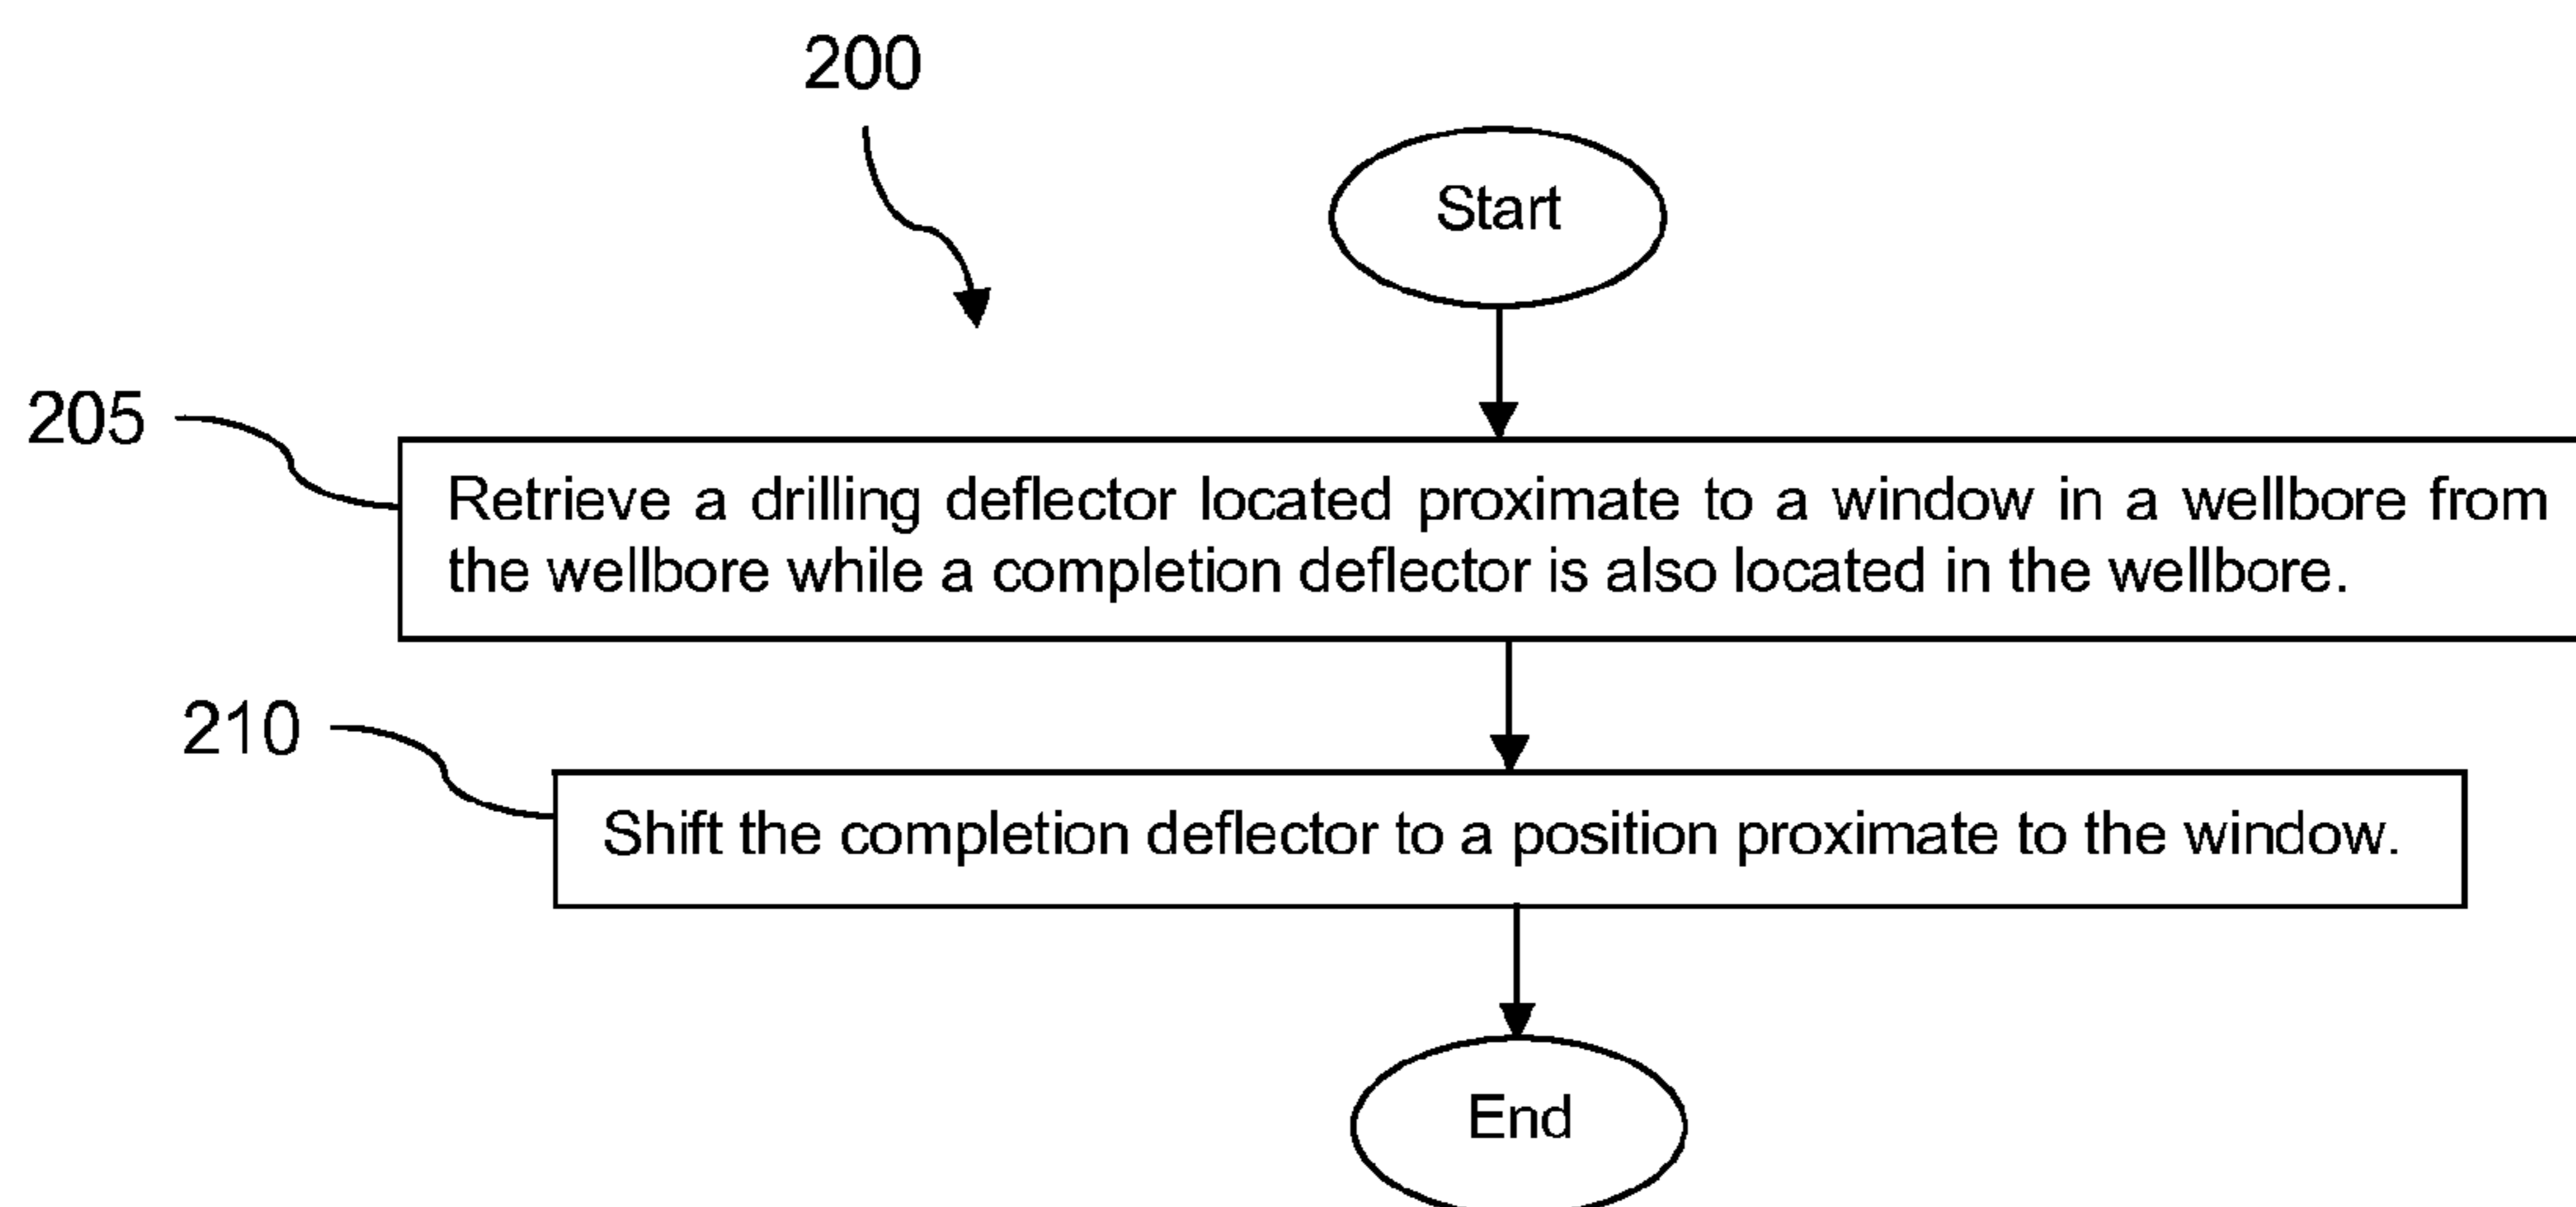 200
Start
205
Retrieve a drilling deflector located proximate to a window in a wellbore from
the wellbore while a completion deflector is also located in the wellbore.
210
Shift the completion deflector to a position proximate to the window.
End